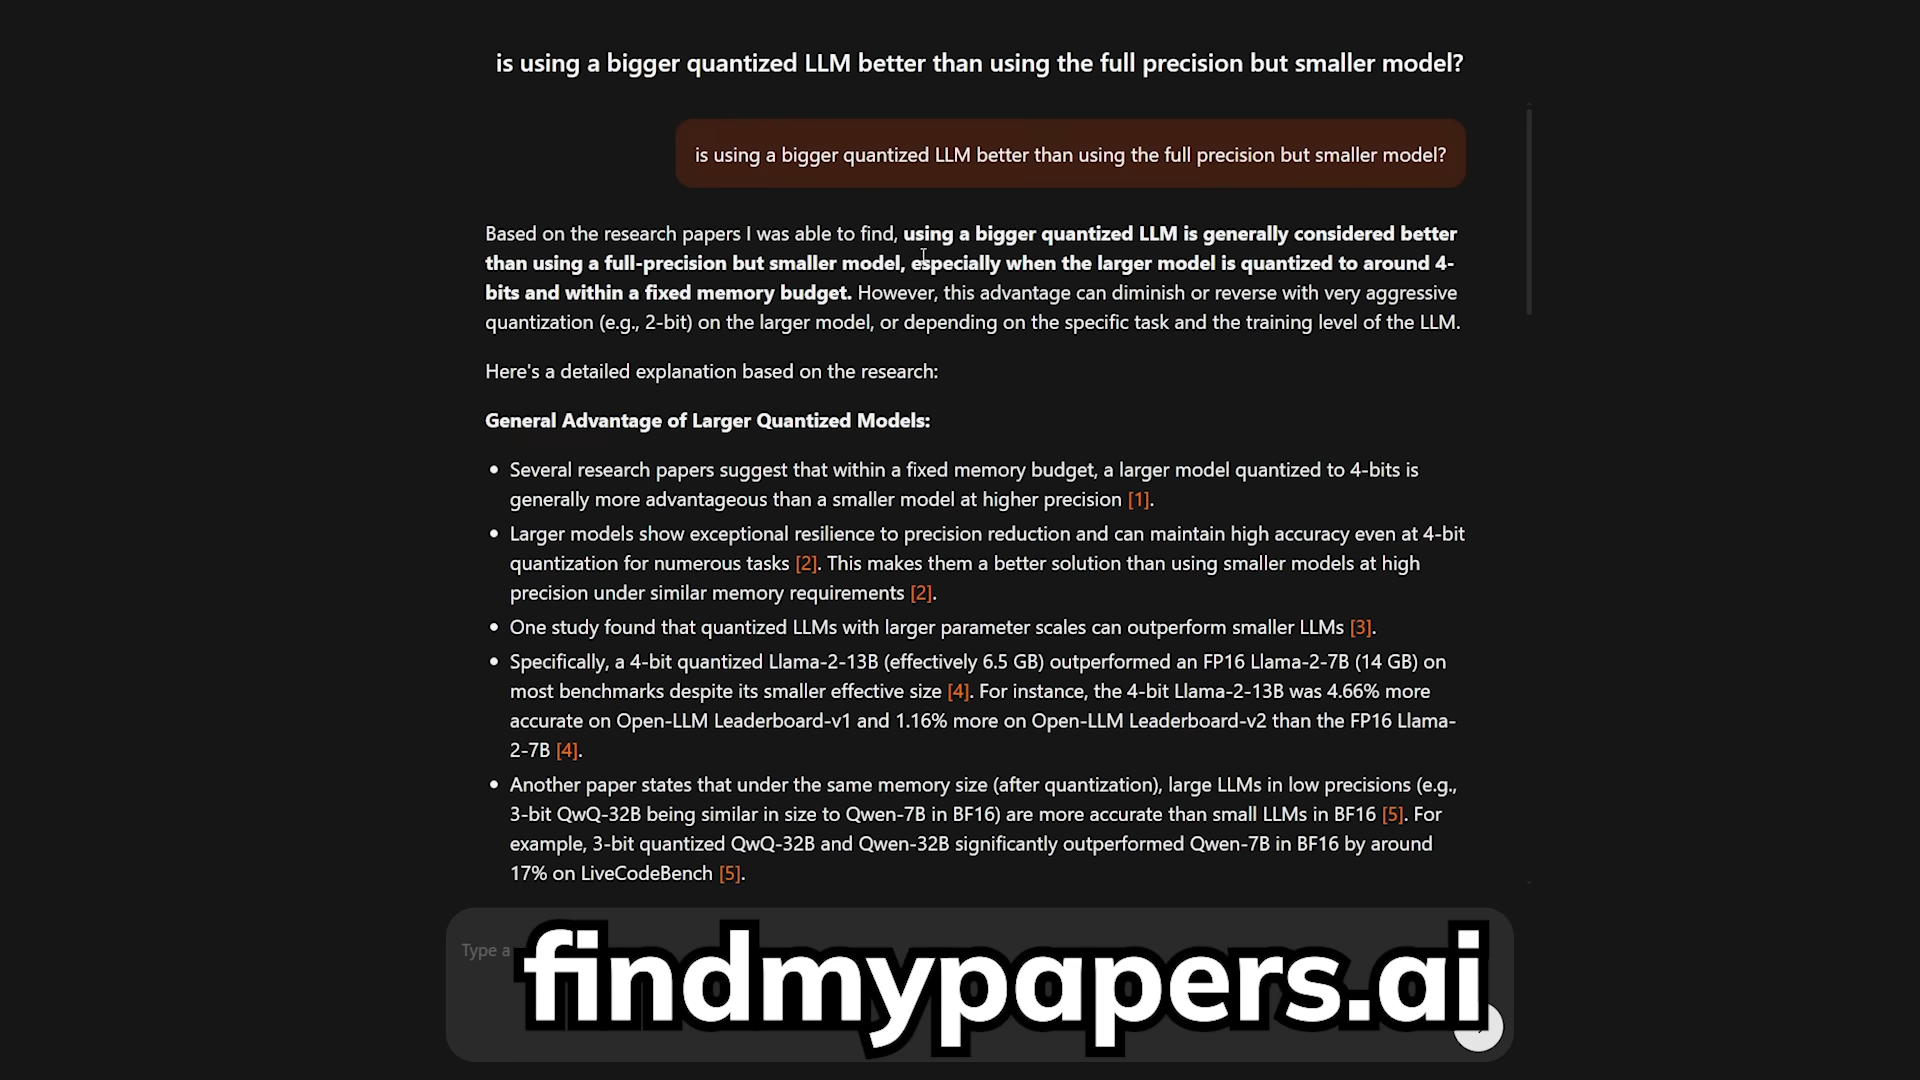 is using a bigger quantized LLM better than using the full precision but smaller model?
is using a bigger quantized LLM better than using the full precision but smaller model?
Based on the research papers I was able to find, using a bigger quantized LLM is generally considered better
than using a full-precision but smaller model, especially when the larger model is quantized to around 4-
bits and within a fixed memory budget. However, this advantage can diminish or reverse with very aggressive
quantization (e.g., 2-bit) on the larger model, or depending on the specific task and the training level of the LLM.
Here's a detailed explanation based on the research:
General Advantage of Larger Quantized Models:
• Several research papers suggest that within a fixed memory budget, a larger model quantized to 4-bits is
generally more advantageous than a smaller model at higher precision [1].
• Larger models show exceptional resilience to precision reduction and can maintain high accuracy even at 4-bit
quantization for numerous tasks [2]. This makes them a better solution than using smaller models at high
precision under similar memory requirements [2].
• One study found that quantized LLMs with larger parameter scales can outperform smaller LLMs [3].
• Specifically, a 4-bit quantized Llama-2-13B (effectively 6.5 GB) outperformed an FP16 Llama-2-7B (14 GB) on
most benchmarks despite its smaller effective size [4]. For instance, the 4-bit Llama-2-13B was 4.66% more
accurate on Open-LLM Leaderboard-v1 and 1.16% more on Open-LLM Leaderboard-v2 than the FP16 Llama-
2-7B [4].
• Another paper states that under the same memory size (after quantization), large LLMs in low precisions (e.g.,
3-bit QwQ-32B being similar in size to Qwen-7B in BF16) are more accurate than small LLMs in BF16 [5]. For
example, 3-bit quantized QwQ-32B and Qwen-32B significantly outperformed Qwen-7B in BF16 by around
17% on LiveCodeBench [5].
Type a
findmypapers.ai